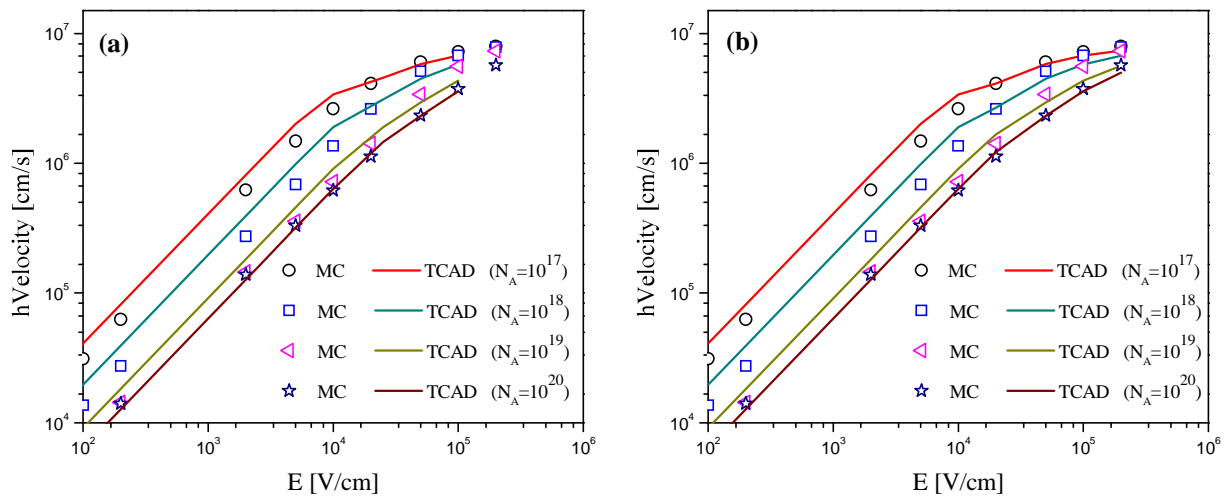 (a)
hVelocity [cm/s]
10^7
10^6
10^5
10^4
MC TCAD (N_A=10^17)
MC TCAD (N_A=10^18)
MC TCAD (N_A=10^19)
MC TCAD (N_A=10^20)
10^2 10^3 10^4 10^5 10^6
E [V/cm]
(b)
hVelocity [cm/s]
10^7
10^6
10^5
10^4
MC TCAD (N_A=10^17)
MC TCAD (N_A=10^18)
MC TCAD (N_A=10^19)
MC TCAD (N_A=10^20)
10^2 10^3 10^4 10^5 10^6
E [V/cm]